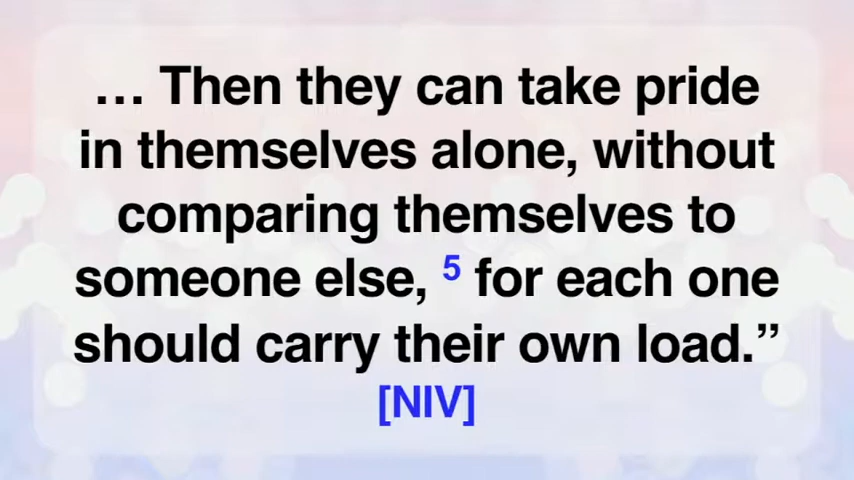 … Then they can take pride
in themselves alone, without
comparing themselves to
someone else, 5 for each one
should carry their own load.”
[NIV]